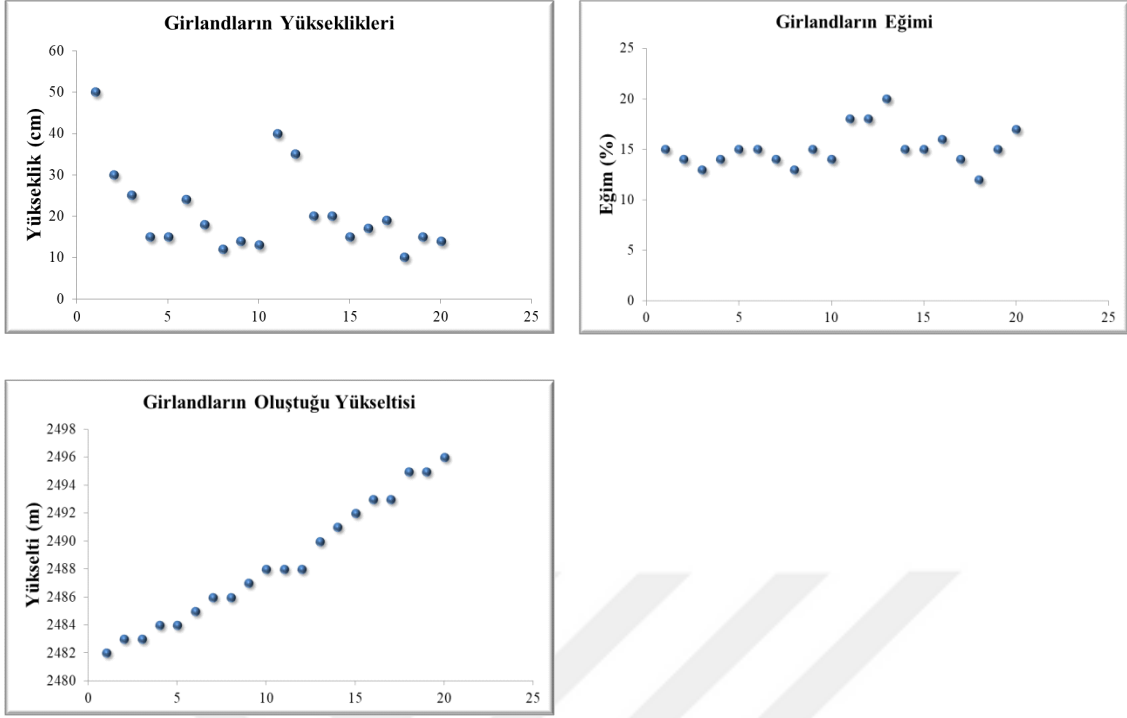 Girlandların Yükseklikleri
Yükseklik (cm)
60
50
40
30
20
10
0
0 5 10 15 20 25
Girlandların Eğimi
Eğim (%)
25
20
15
10
5
0
0 5 10 15 20 25
Girlandların Oluştuğu Yükseltisi
Yükselti (m)
2498
2496
2494
2492
2490
2488
2486
2484
2482
2480
0 5 10 15 20 25